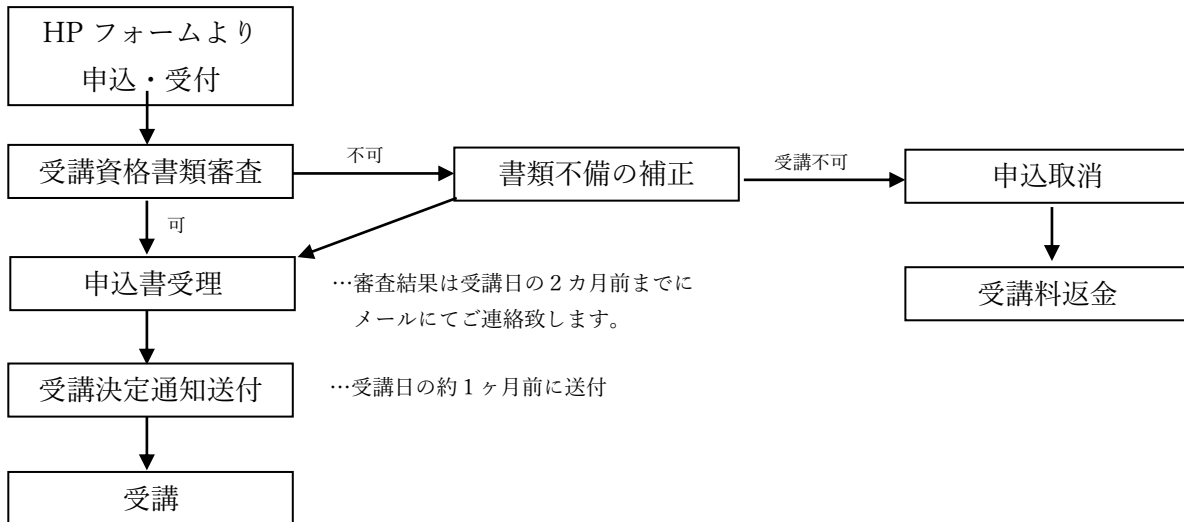 HP フォームより
申込・受付
受講資格書類審査
不可
書類不備の補正
受講不可
申込取消
可
申込書受理
…審査結果は受講日の２カ月前までに
メールにてご連絡致します。
受講料返金
受講決定通知送付
…受講日の約１ヶ月前に送付
受講